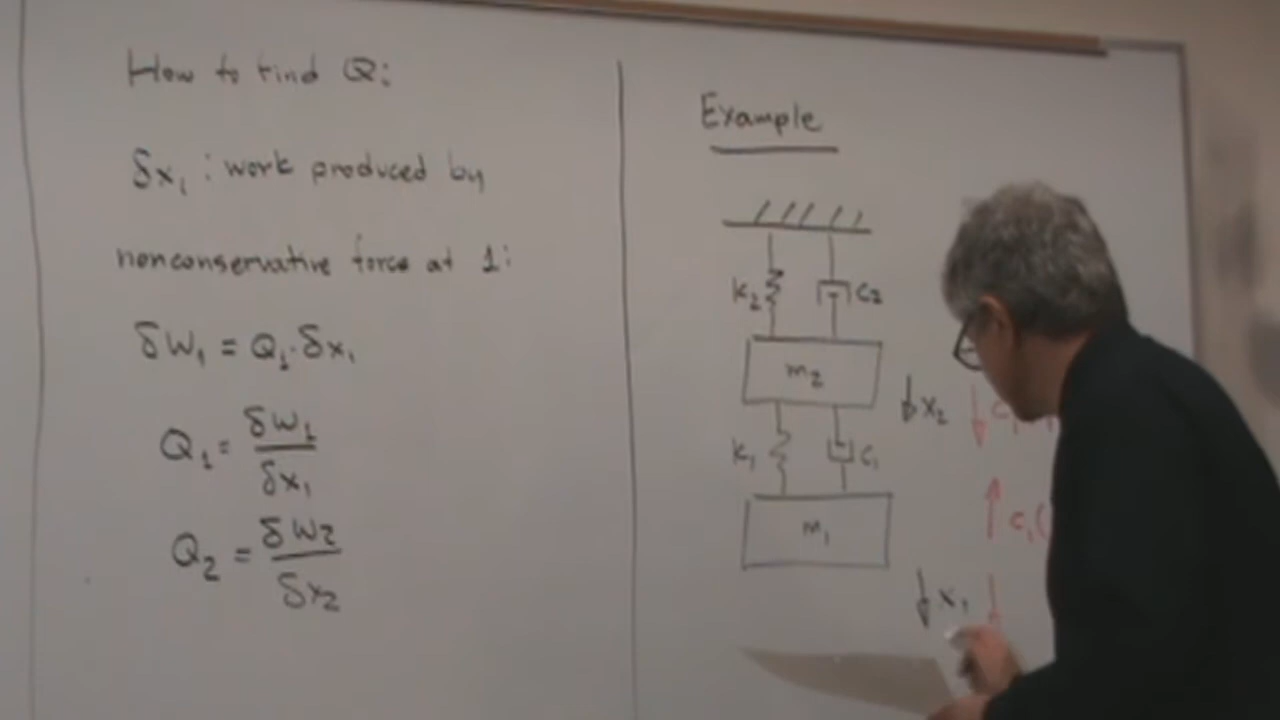 How to find Q:
δx₁ : work produced by
nonconservative force at 1:
δW₁ = Q₁·δx₁
Q₁ = δW₁/δx₁
Q₂ = δW₂/δx₂
Example
k₂ c₂
m₂
x₂
k₁ c₁
c₁(
m₁
x₁